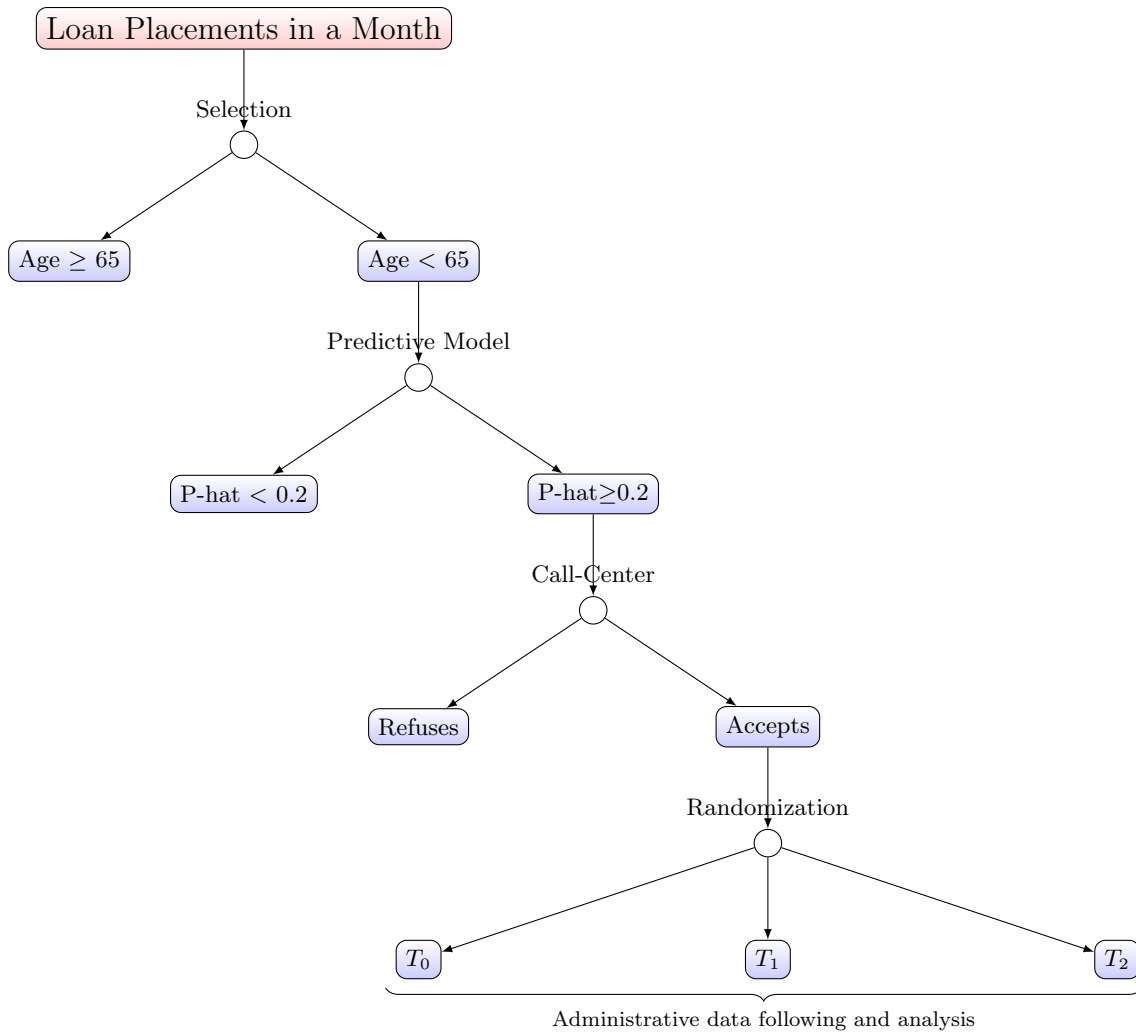 Loan Placements in a Month
Selection
Age ≥ 65
Age < 65
Predictive Model
P-hat < 0.2
P-hat≥0.2
Call-Center
Refuses
Accepts
Randomization
T₀
T₁
T₂
Administrative data following and analysis